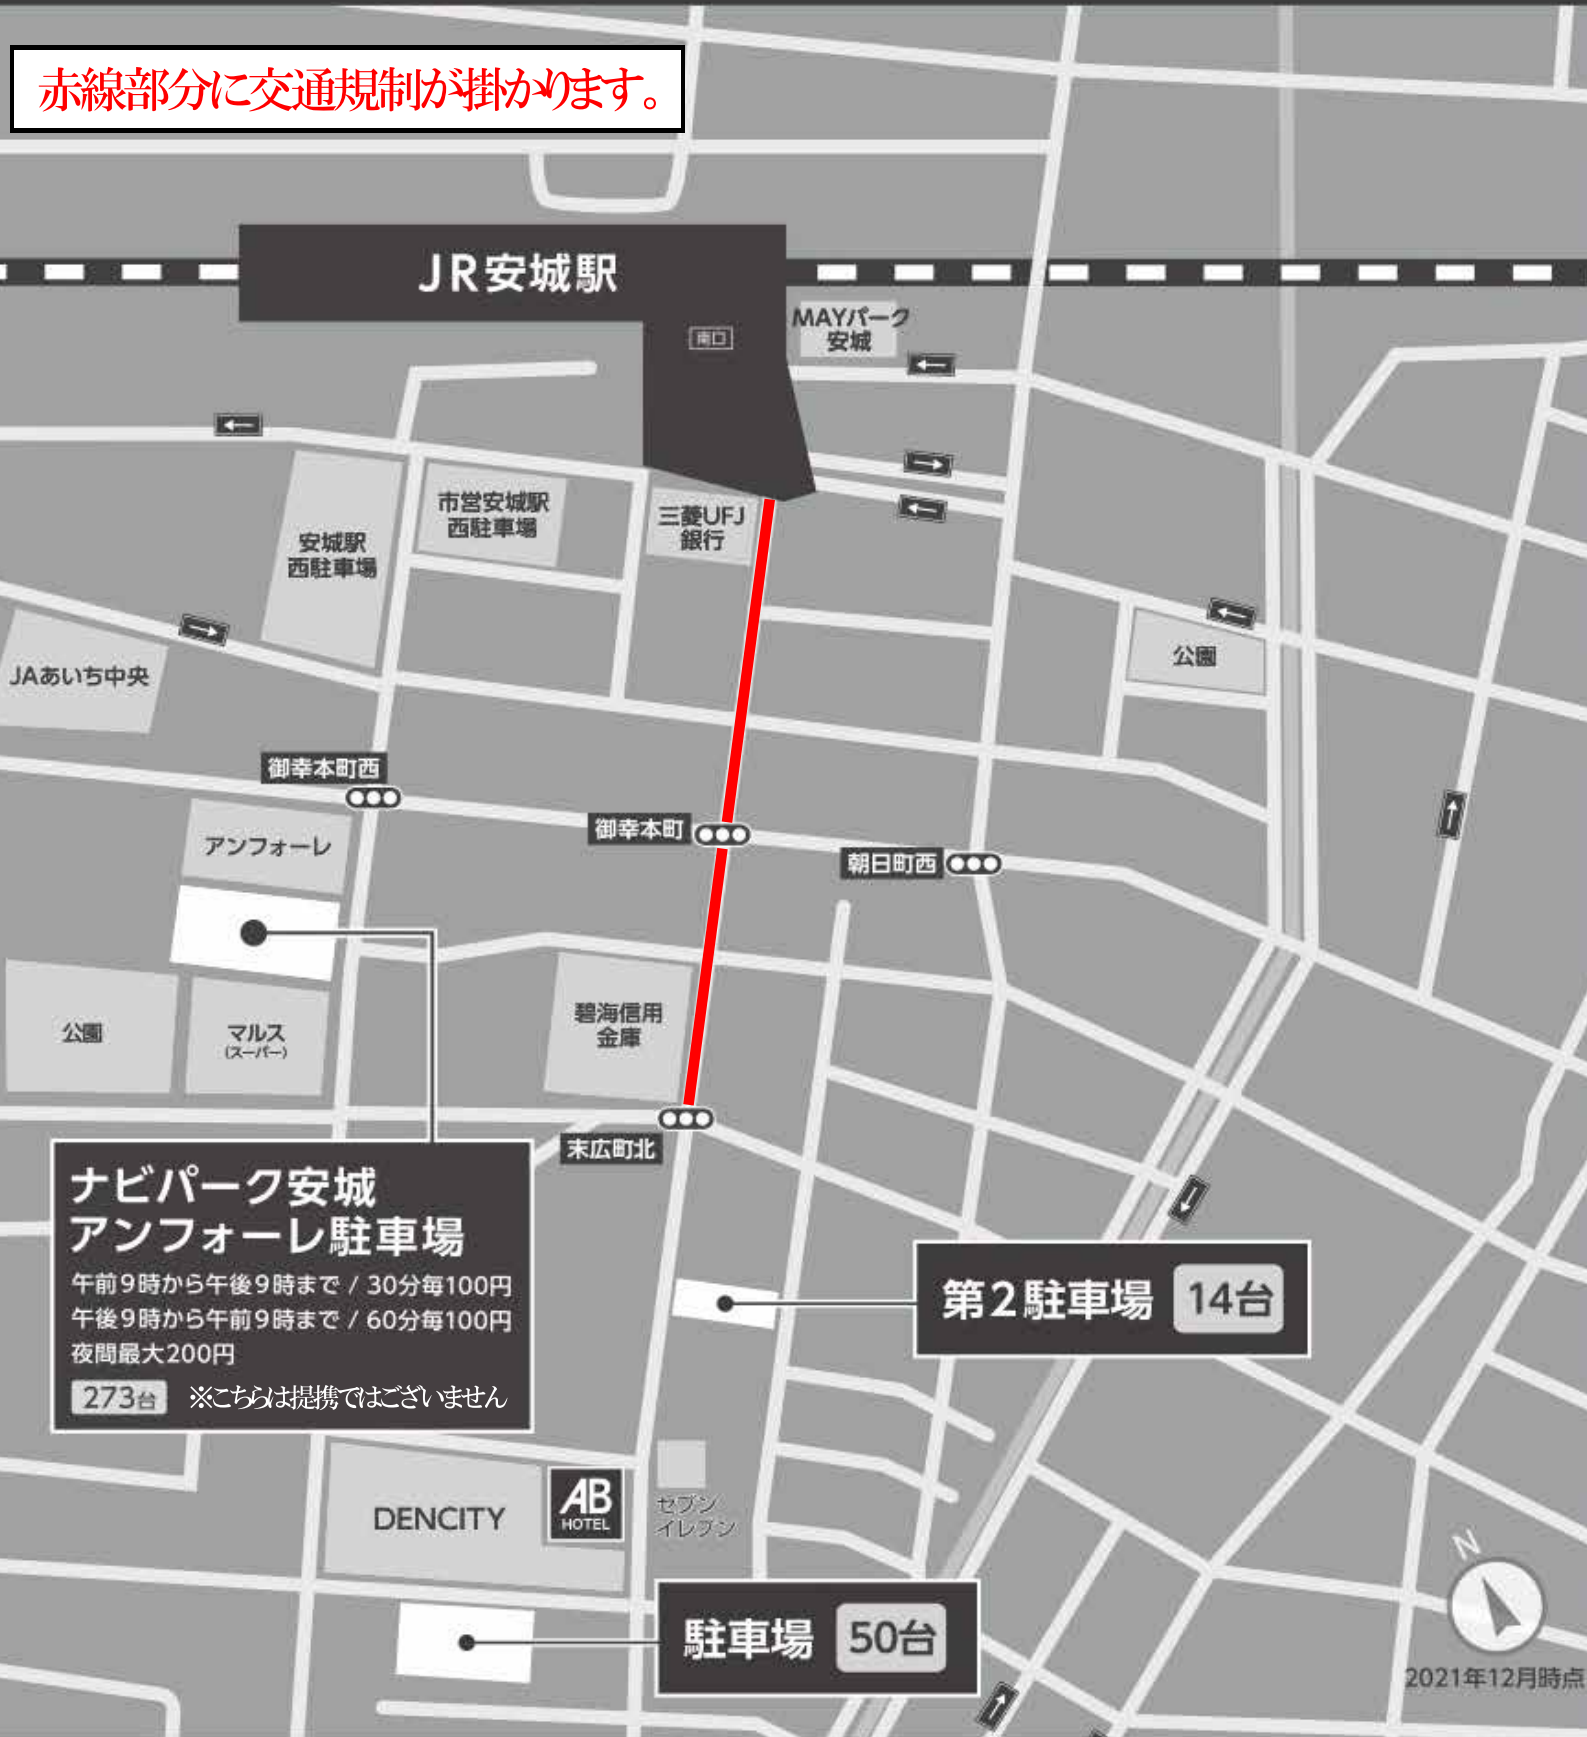 赤線部分に交通規制が掛かります。
JR安城駅
南口
MAYパーク
安城
市営安城駅
西駐車場
三菱UFJ
銀行
安城駅
西駐車場
公園
JAあいち中央
御幸本町西
御幸本町
朝日町西
アンフォーレ
公園
マルス
(スーパー)
碧海信用
金庫
末広町北
ナビパーク安城
アンフォーレ駐車場
午前9時から午後9時まで / 30分毎100円
午後9時から午前9時まで / 60分毎100円
夜間最大200円
273台 ※こちらは提携ではございません
第2駐車場 14台
DENCITY
AB
HOTEL
セブン
イレブン
駐車場 50台
N
2021年12月時点